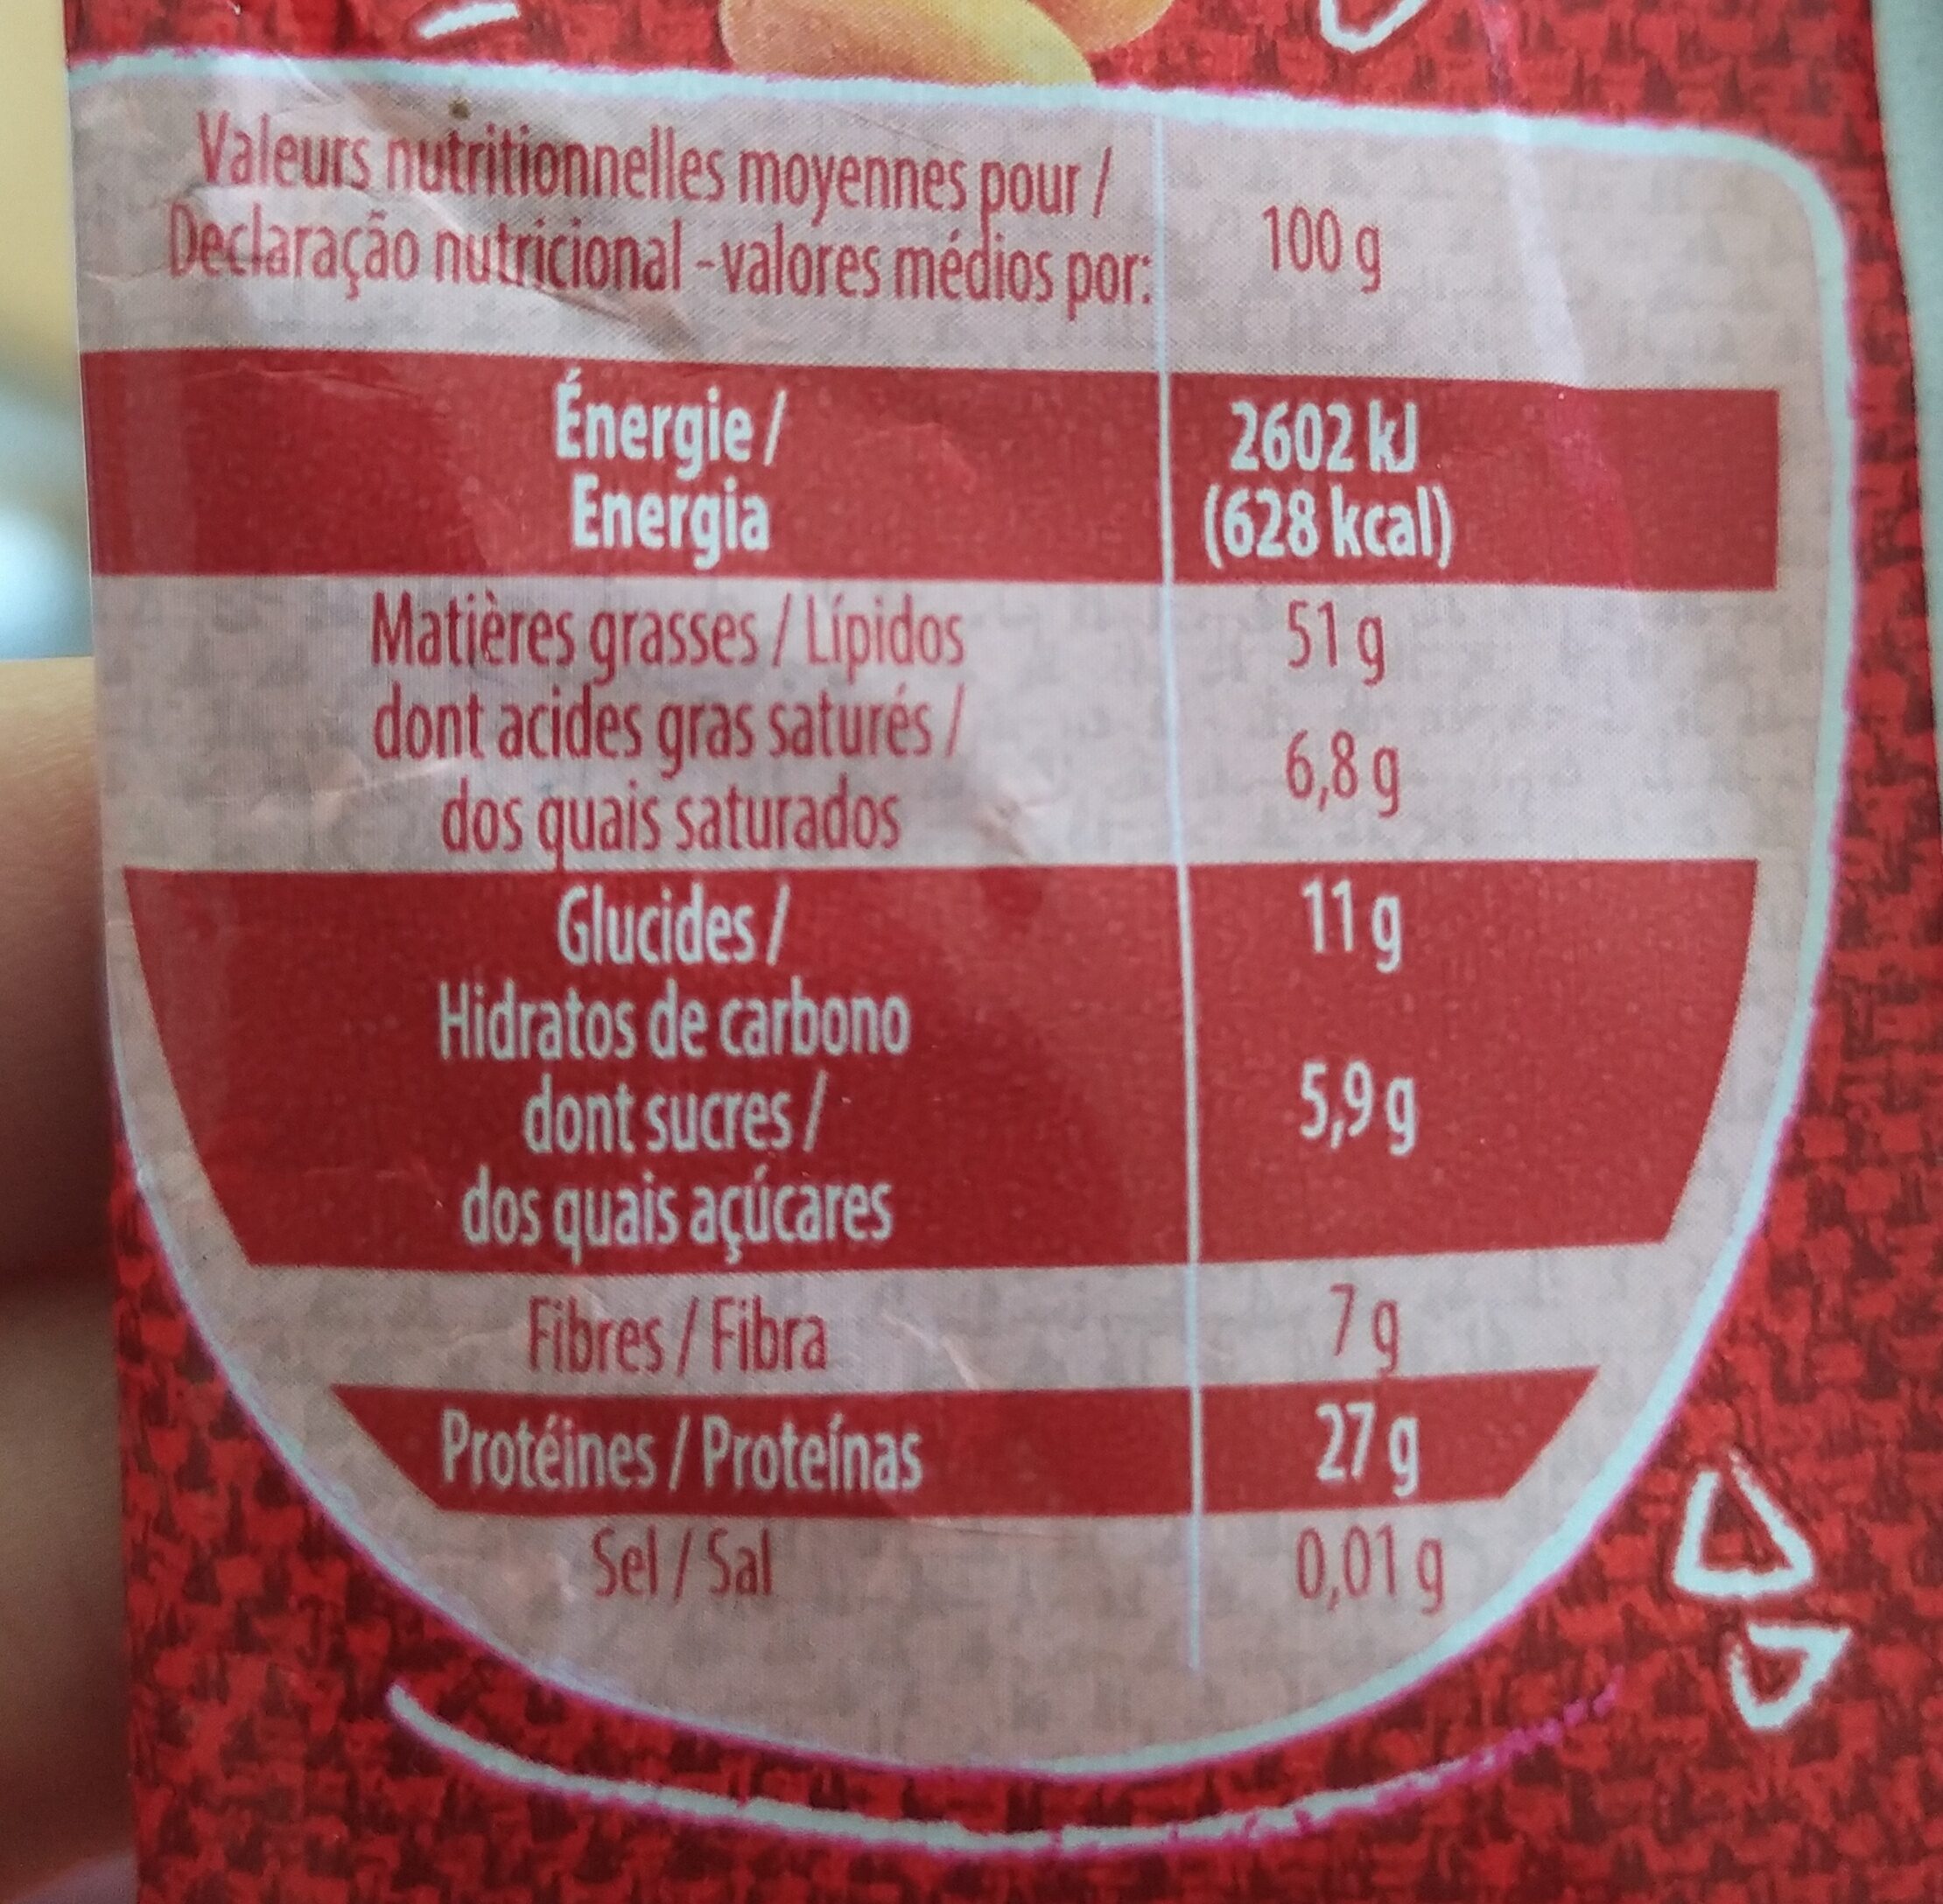 Valeurs nutritionnelles moyennes pour /
Declaração nutricional -valores médios por:
100 g
Énergie /
Energia
2602 kJ
(628 kcal)
Matières grasses / Lípidos
51 g
dont acides gras saturés /
dos quais saturados
6,8 g
Glucides /
Hidratos de carbono
11 g
dont sucres /
dos quais açúcares
5,9 g
Fibres / Fibra
7 g
Protéines / Proteínas
27 g
Sel / Sal
0,01 g